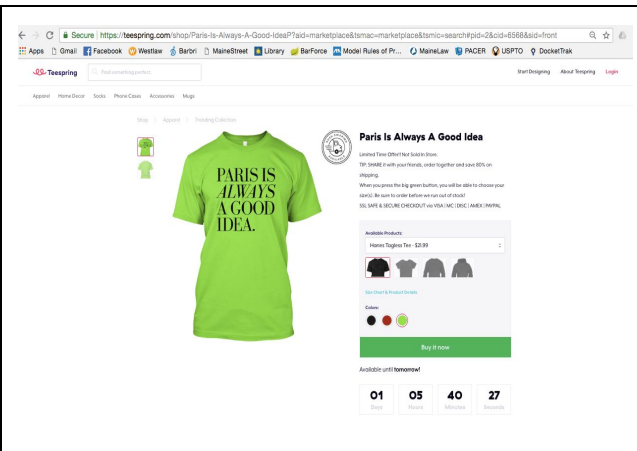 Secure | https://teespring.com/shop/Paris-Is-Always-A-Good-IdeaP?aid=marketplace&tsmac=marketplace&tsmic=search#pid=2&cid=6568&sid=front
Apps Gmail Facebook Westlaw Barbri MaineStreet Library BarForce Model Rules of Pr... MaineLaw PACER USPTO DocketTrak
Teespring Find something perfect Start Designing About Teespring Login
Apparel Home Decor Socks Phone Cases Accessories Mugs
Shop Apparel Trending Collection
PARIS IS
ALWAYS
A GOOD
IDEA.
Paris Is Always A Good Idea
Limited Time Offer!! Not Sold In Store.
TIP: SHARE it with your friends, order together and save 80% on
shipping.
When you press the big green button, you will be able to choose your
size(s). Be sure to order before we run out of stock!
SSL SAFE & SECURE CHECKOUT via VISA | MC | DISC | AMEX | PAYPAL
Available Products:
Hanes Tagless Tee - $21.99
Size Chart & Product Details
Colors:
Buy it now
Available until tomorrow!
01 05 40 27
Days Hours Minutes Seconds